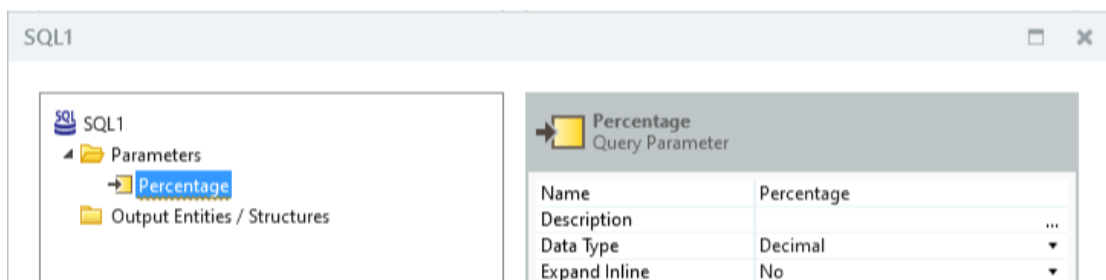 SQL1
SQL SQL1
Parameters
Percentage
Output Entities / Structures
Percentage
Query Parameter
Name Percentage
Description ...
Data Type Decimal
Expand Inline No